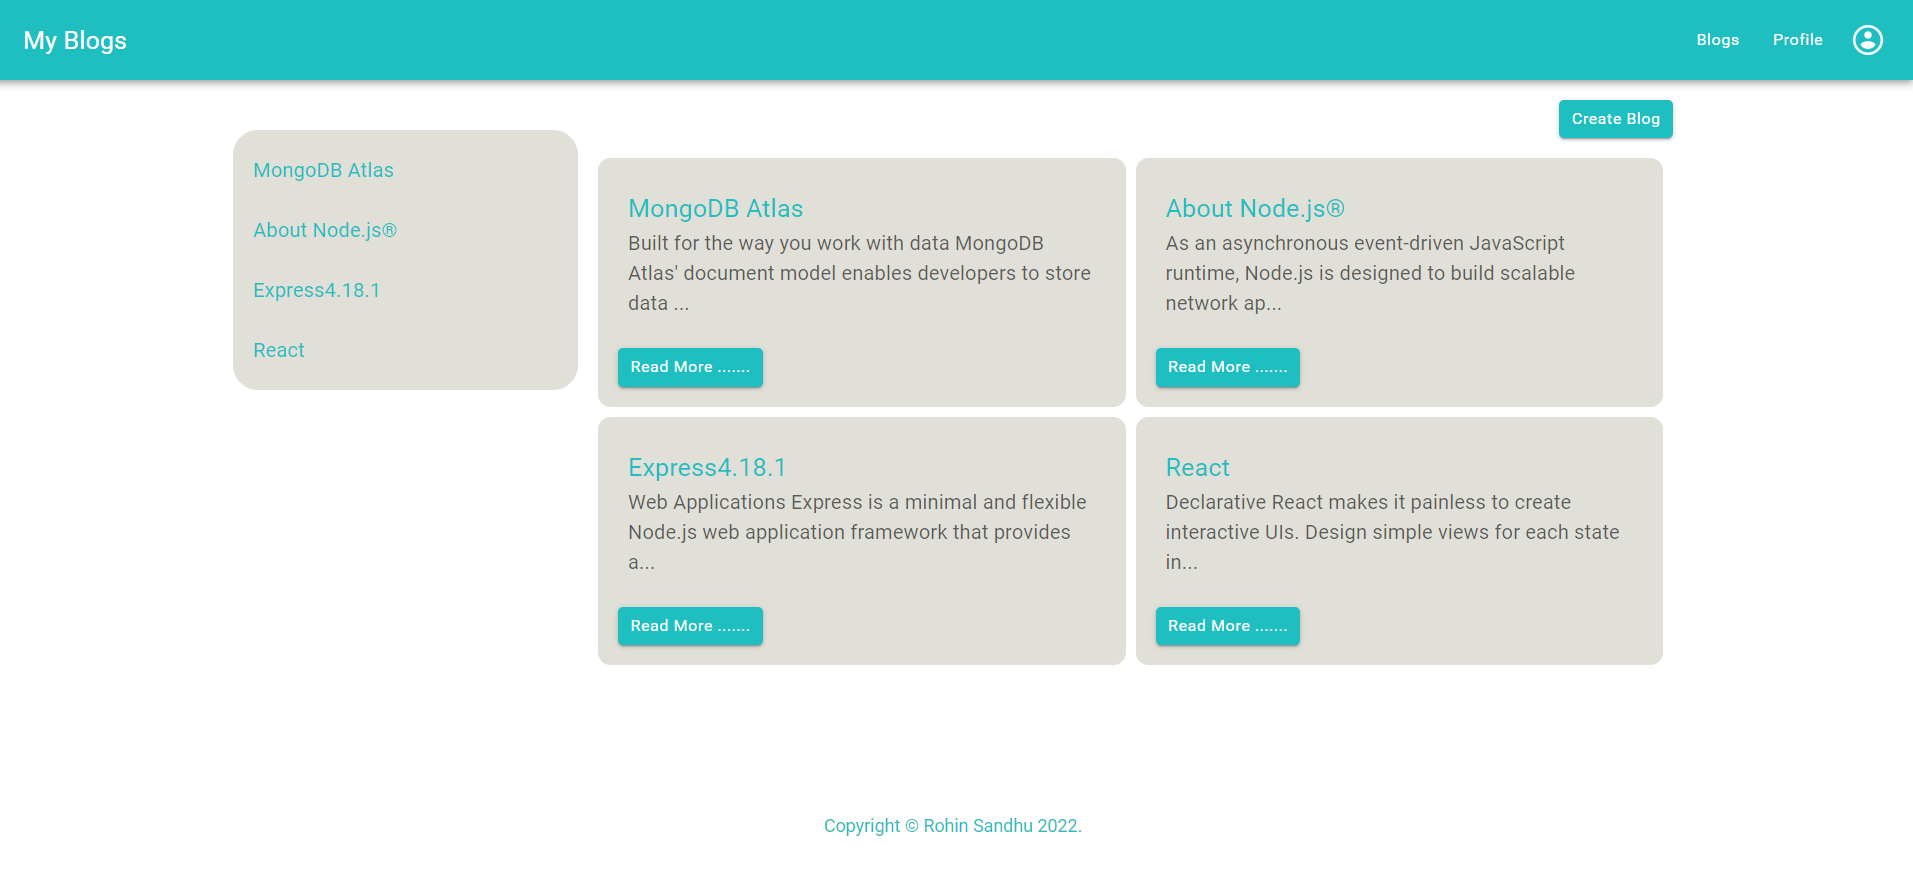 My Blogs
Blogs
Profile
Create Blog
MongoDB Atlas
About Node.js®
Express4.18.1
React
MongoDB Atlas
Built for the way you work with data MongoDB
Atlas' document model enables developers to store
data ...
Read More .......
About Node.js®
As an asynchronous event-driven JavaScript
runtime, Node.js is designed to build scalable
network ap...
Read More .......
Express4.18.1
Web Applications Express is a minimal and flexible
Node.js web application framework that provides
a...
Read More .......
React
Declarative React makes it painless to create
interactive UIs. Design simple views for each state
in...
Read More .......
Copyright © Rohin Sandhu 2022.